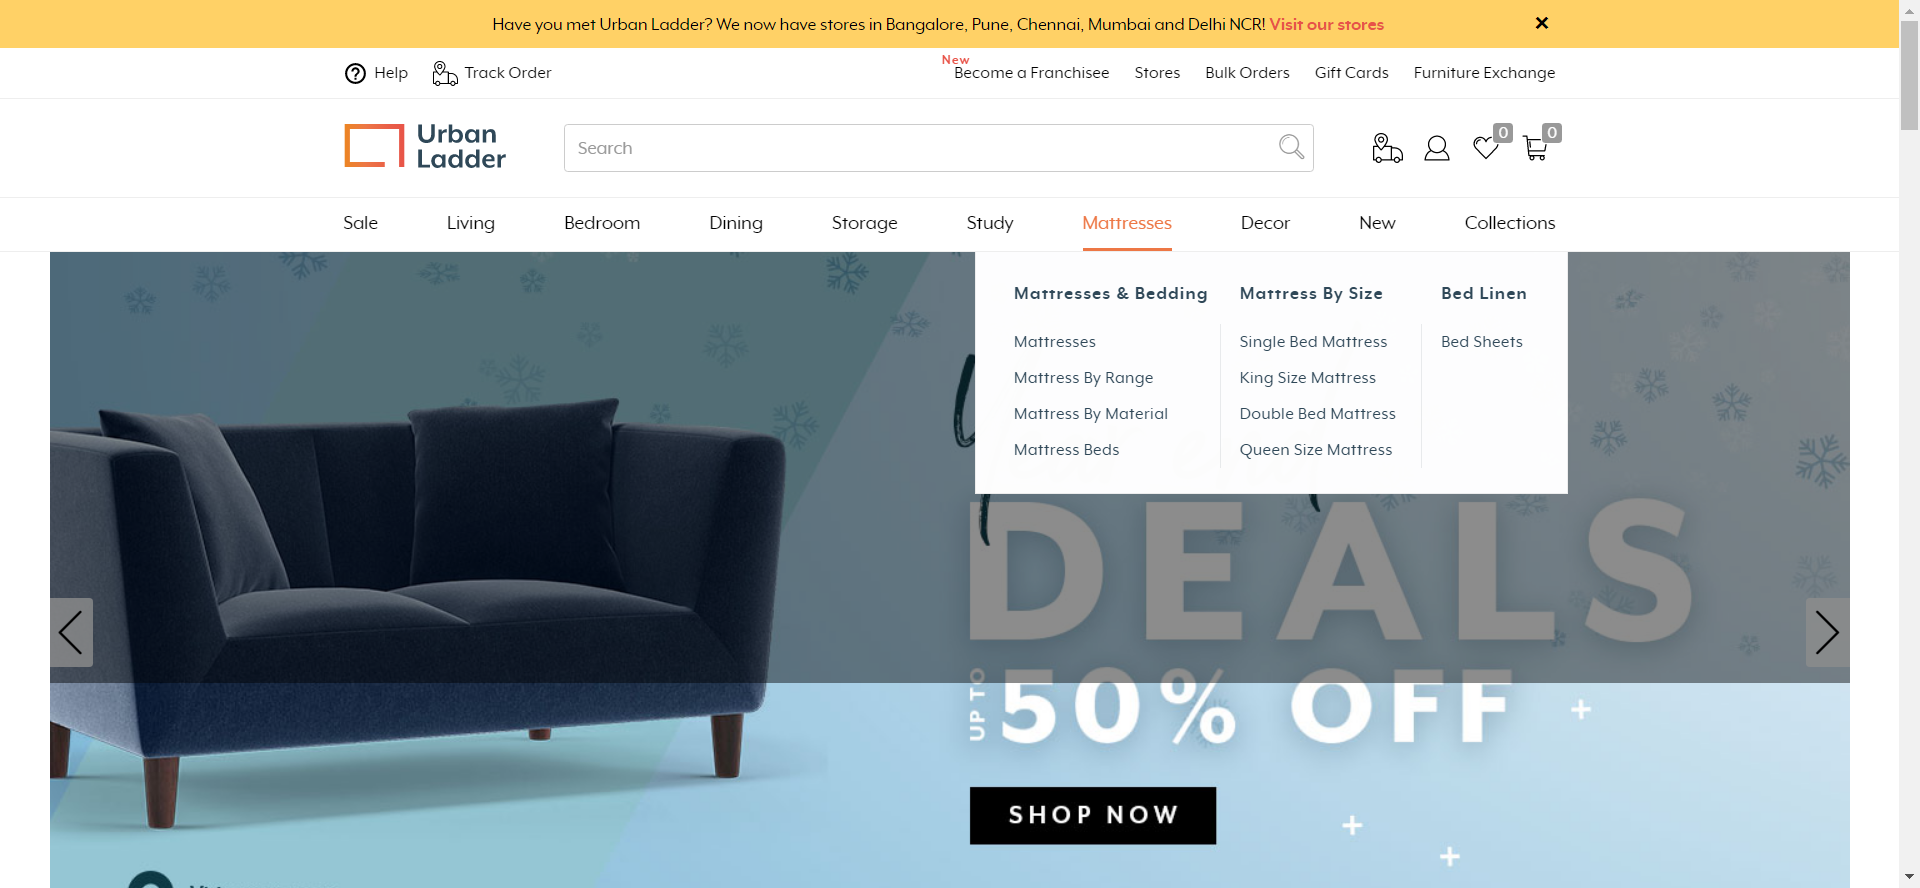 Have you met Urban Ladder? We now have stores in Bangalore, Pune, Chennai, Mumbai and Delhi NCR! Visit our stores
Help
Track Order
New
Become a Franchisee
Stores
Bulk Orders
Gift Cards
Furniture Exchange
Urban
Ladder
Search
0
0
Sale
Living
Bedroom
Dining
Storage
Study
Mattresses
Decor
New
Collections
Mattresses & Bedding
Mattresses
Mattress By Range
Mattress By Material
Mattress Beds
Mattress By Size
Single Bed Mattress
King Size Mattress
Double Bed Mattress
Queen Size Mattress
Bed Linen
Bed Sheets
DEALS
UP TO
50% OFF
SHOP NOW